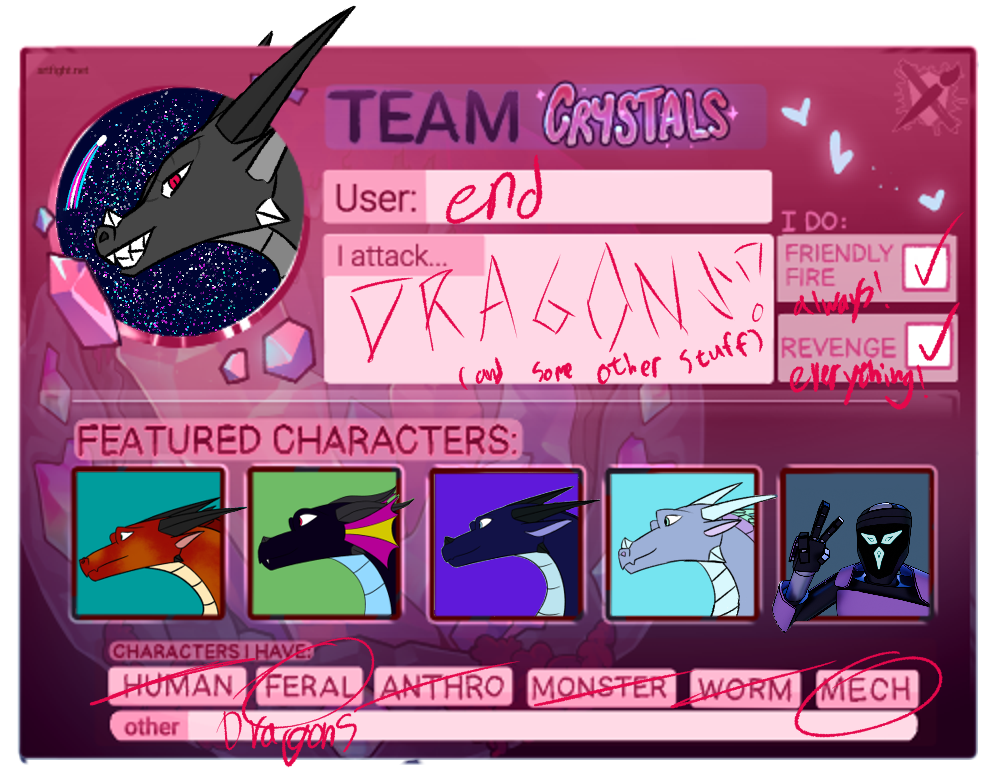 artfight.net
TEAM CRYSTALS
User: end
I attack...
DRAGONS!
(and some other stuff)
I DO:
FRIENDLY
FIRE
always!
REVENGE
everything!
FEATURED CHARACTERS:
CHARACTERS I HAVE:
HUMAN FERAL ANTHRO MONSTER WORM MECH
other Dragons